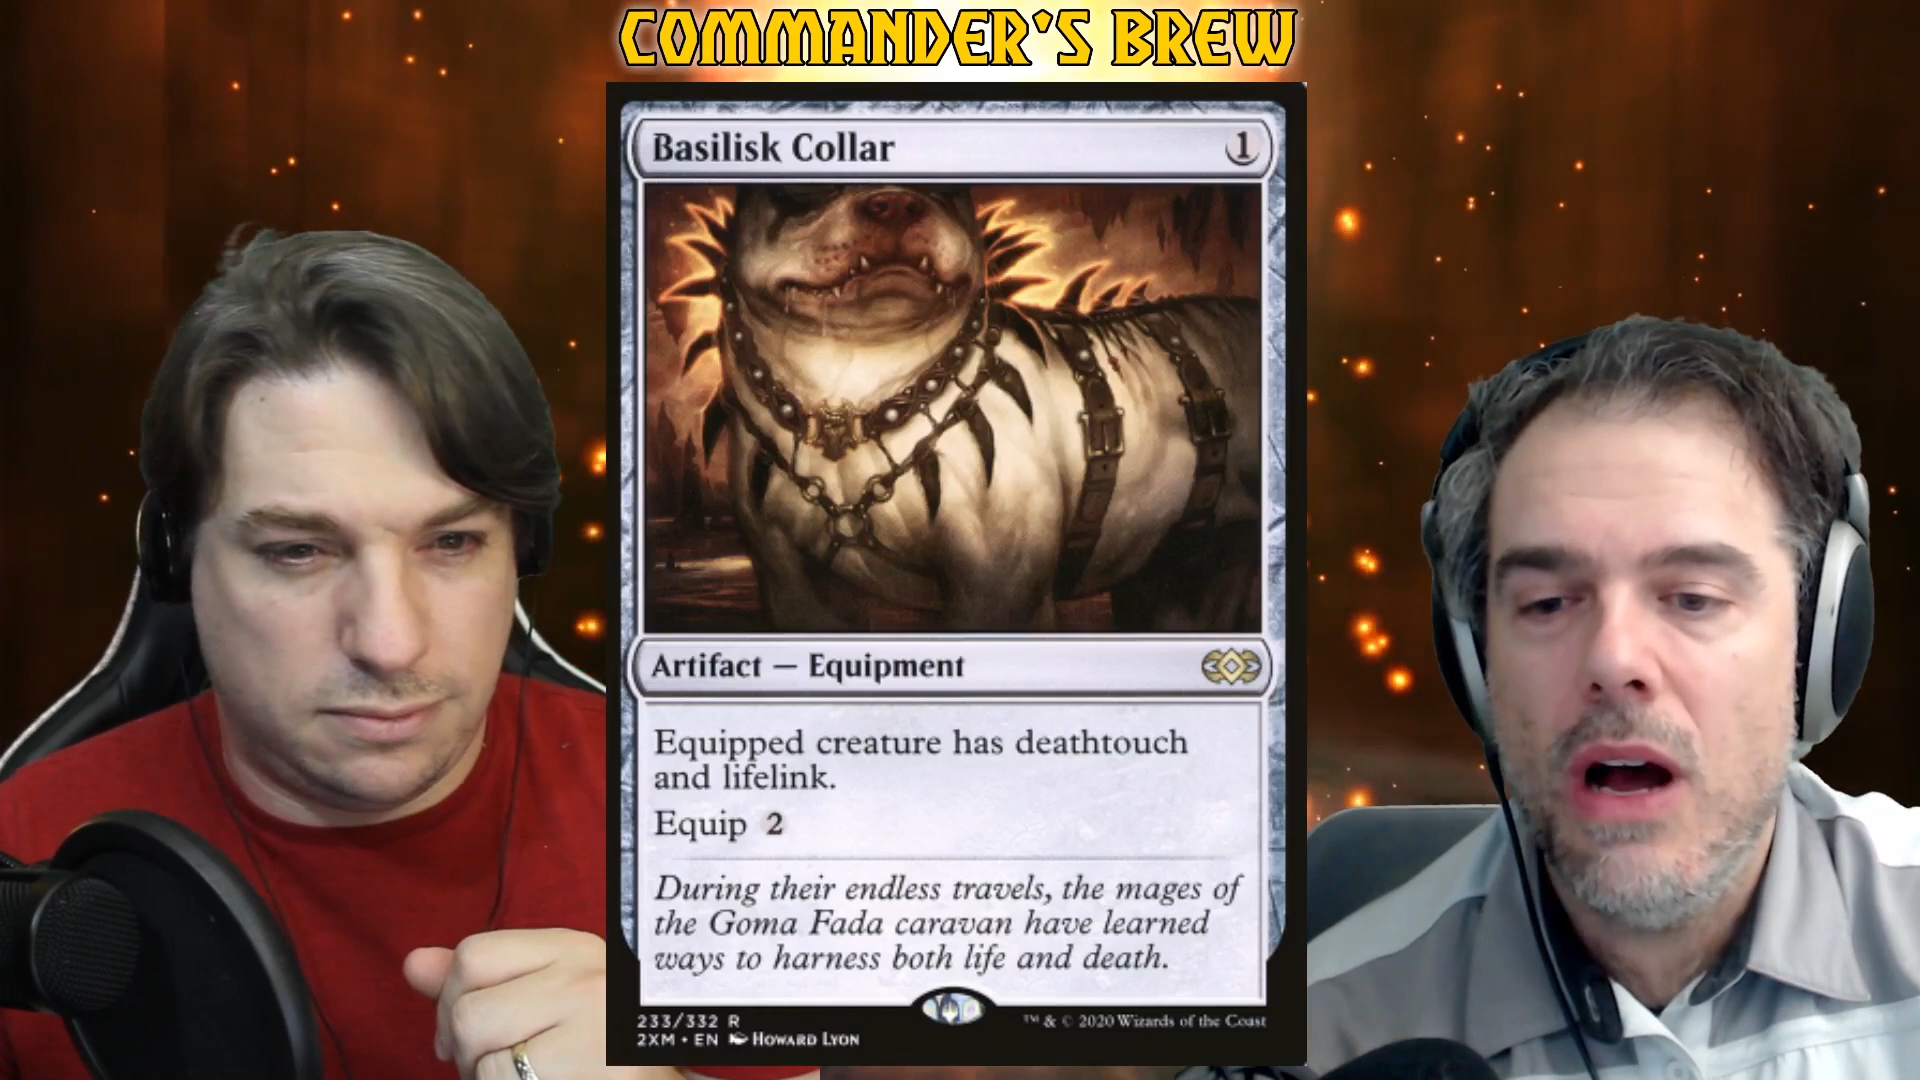 COMMANDER'S BREW
Basilisk Collar 1
Artifact — Equipment
Equipped creature has deathtouch
and lifelink.
Equip 2
During their endless travels, the mages of
the Goma Fada caravan have learned
ways to harness both life and death.
233/332 R
2XM • EN Howard Lyon
™ & © 2020 Wizards of the Coast